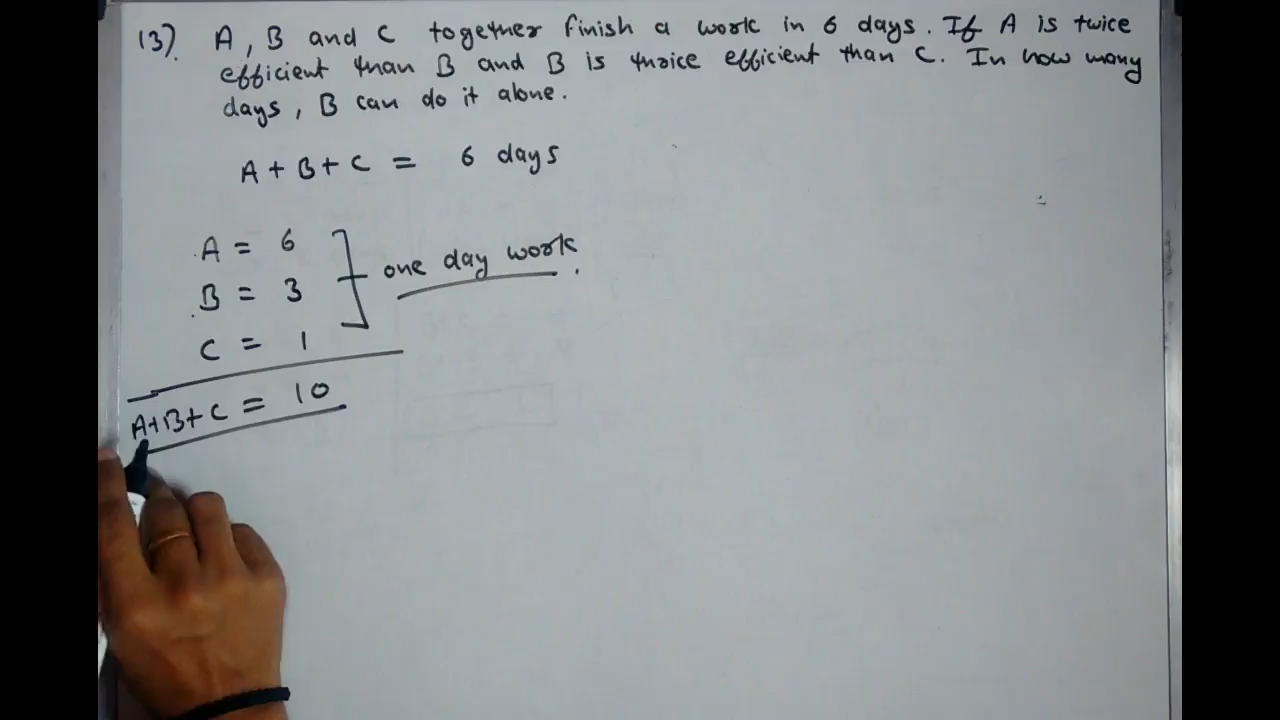 13). A, B and C together finish a work in 6 days. If A is twice
efficient than B and B is thrice efficient than C. In how many
days, B can do it alone.
A + B + C = 6 days
A = 6
B = 3
one day work.
C = 1
A+B+C = 10